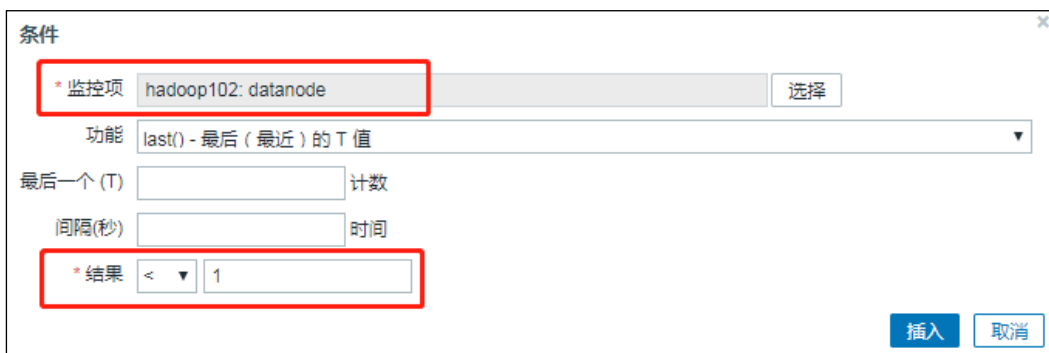 ×
条件
* 监控项 hadoop102: datanode 选择
功能 last() - 最后（最近）的 T 值 ▼
最后一个 (T) 计数
间隔(秒) 时间
* 结果 < ▼ 1
插入 取消